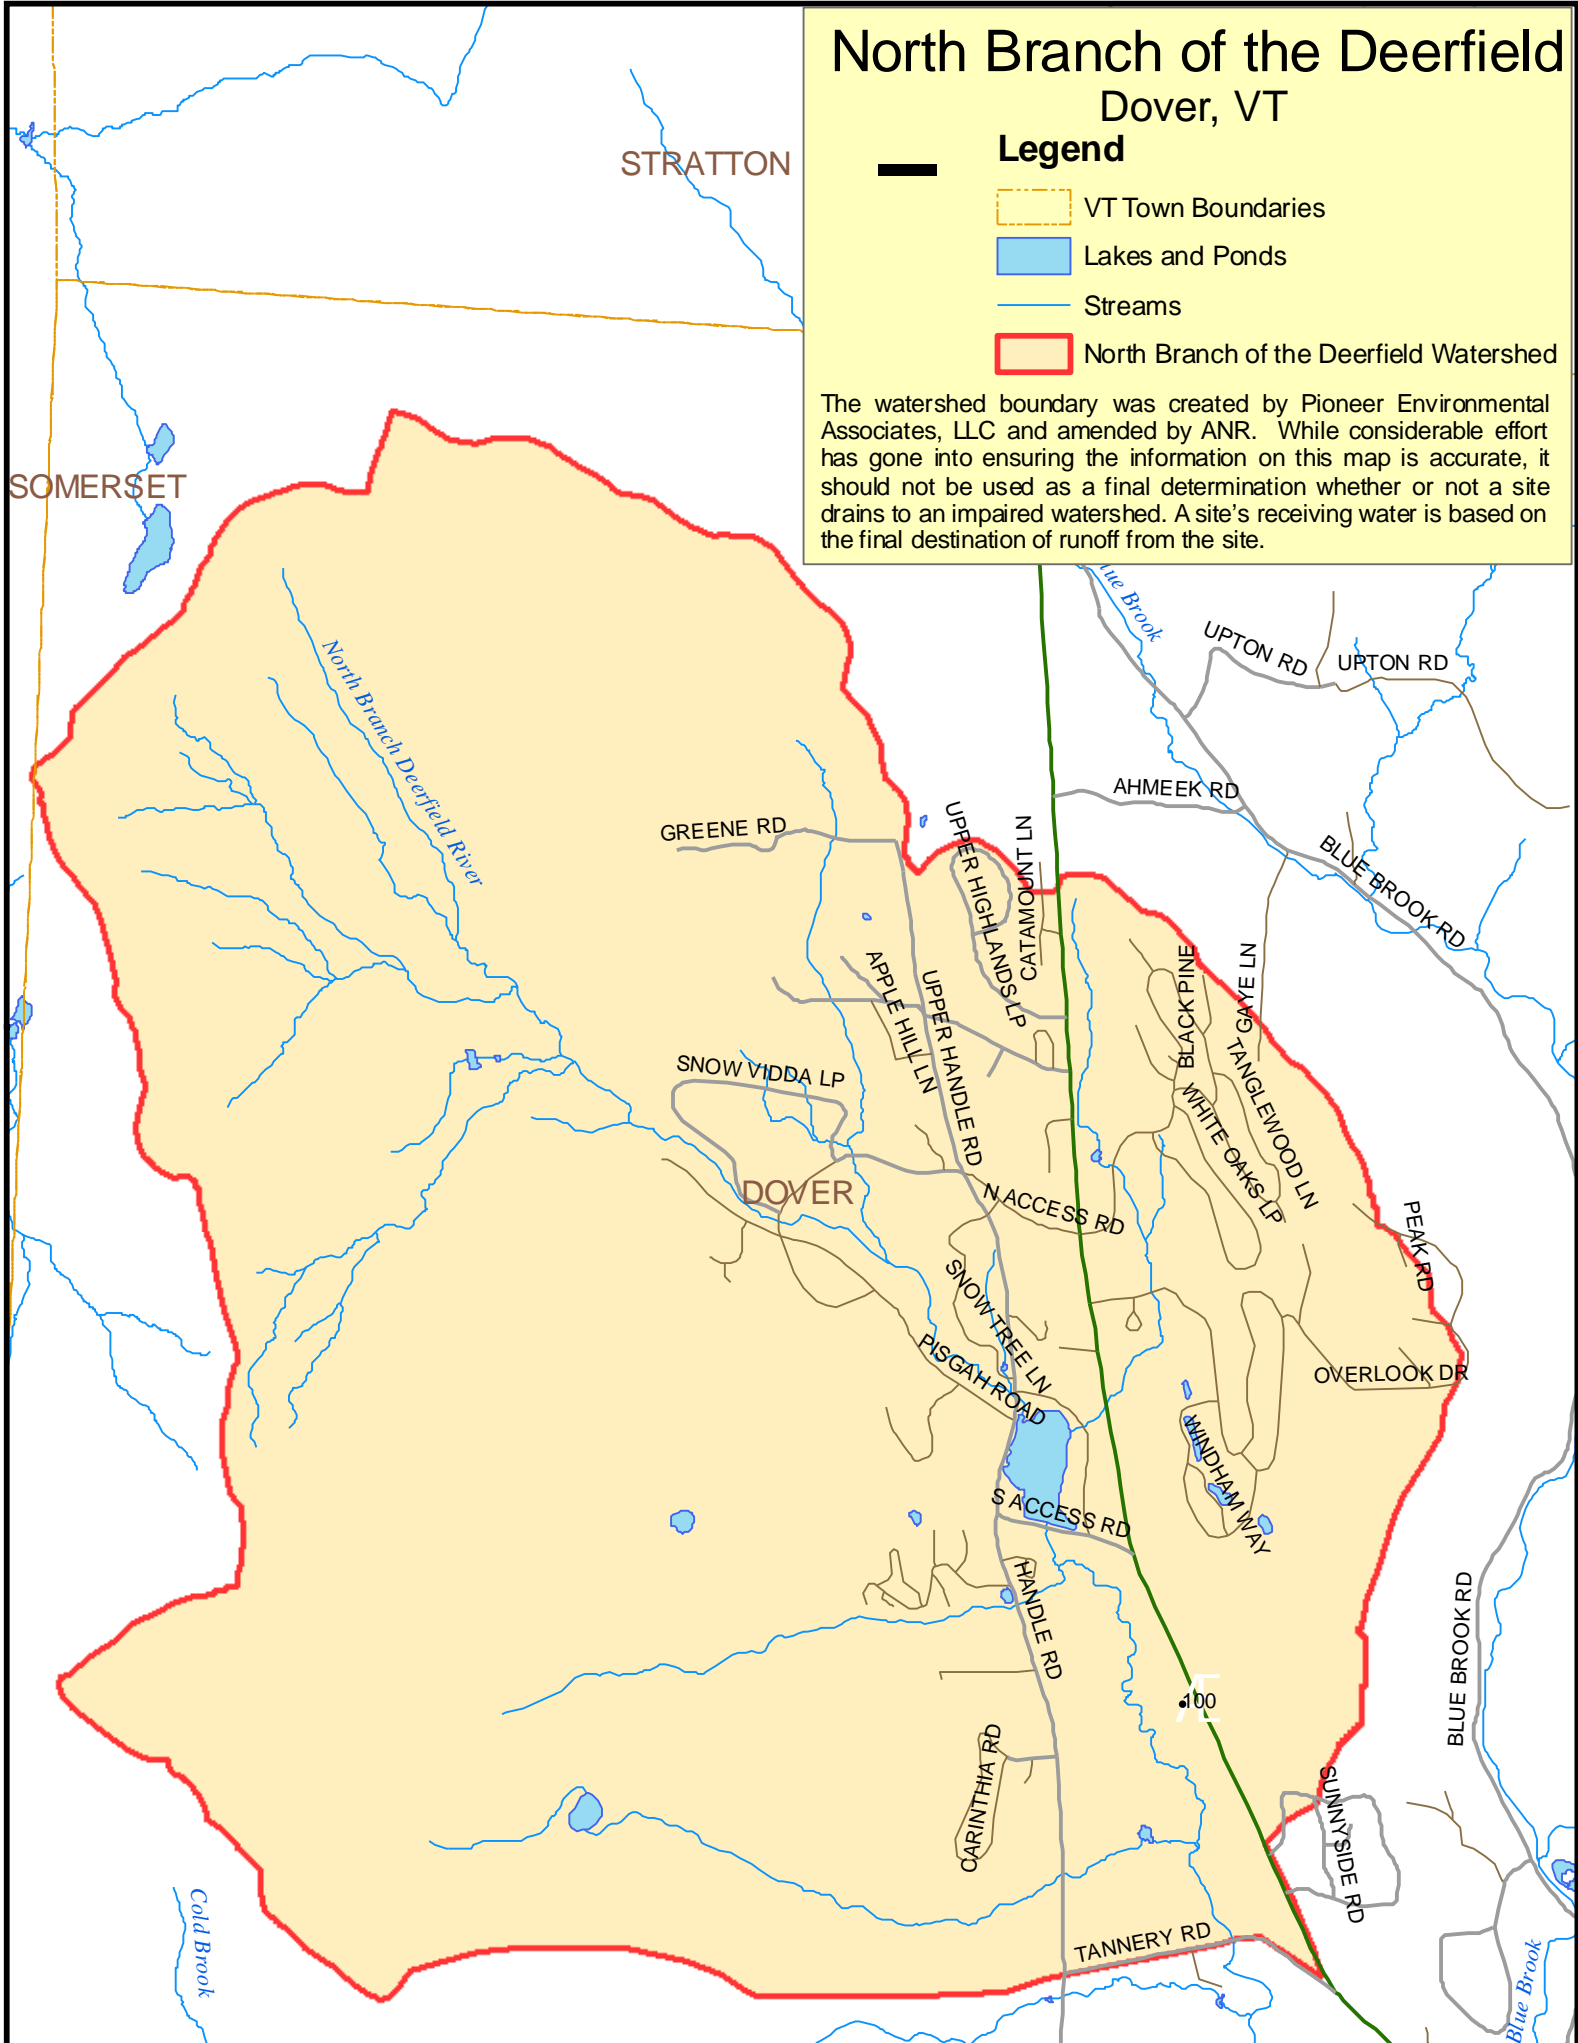 North Branch of the Deerfield
Dover, VT
Legend
VT Town Boundaries
Lakes and Ponds
Streams
North Branch of the Deerfield Watershed
The watershed boundary was created by Pioneer Environmental
Associates, LLC and amended by ANR. While considerable effort
has gone into ensuring the information on this map is accurate, it
should not be used as a final determination whether or not a site
drains to an impaired watershed. A site's receiving water is based on
the final destination of runoff from the site.
STRATTON
SOMERSET
Brook
UPTON RD
UPTON RD
North Branch Deerfield River
AHMEEK RD
GREENE RD
UPPER HIGHLANDS LP
CATAMOUNT LN
BLUE BROOK RD
APPLE HILL LN
UPPER HANDLE RD
BLACK PINE
GAYE LN
TANGLEWOOD LN
WHITE OAKS LP
SNOW VIDDA LP
DOVER
N ACCESS RD
PEAK RD
SNOW TREE LN
PISGAH ROAD
OVERLOOK DR
WINDHAM WAY
S ACCESS RD
HANDLE RD
BLUE BROOK RD
Æ
100
CARINTHIA RD
SUNNYSIDE RD
TANNERY RD
Cold Brook
Blue Brook